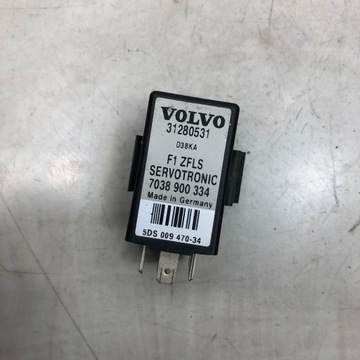 VOLVO
31280531
D38KA
F1 ZFLS
SERVOTRONIC
7038 900 334
Made in Germany
5DS 009 470-34